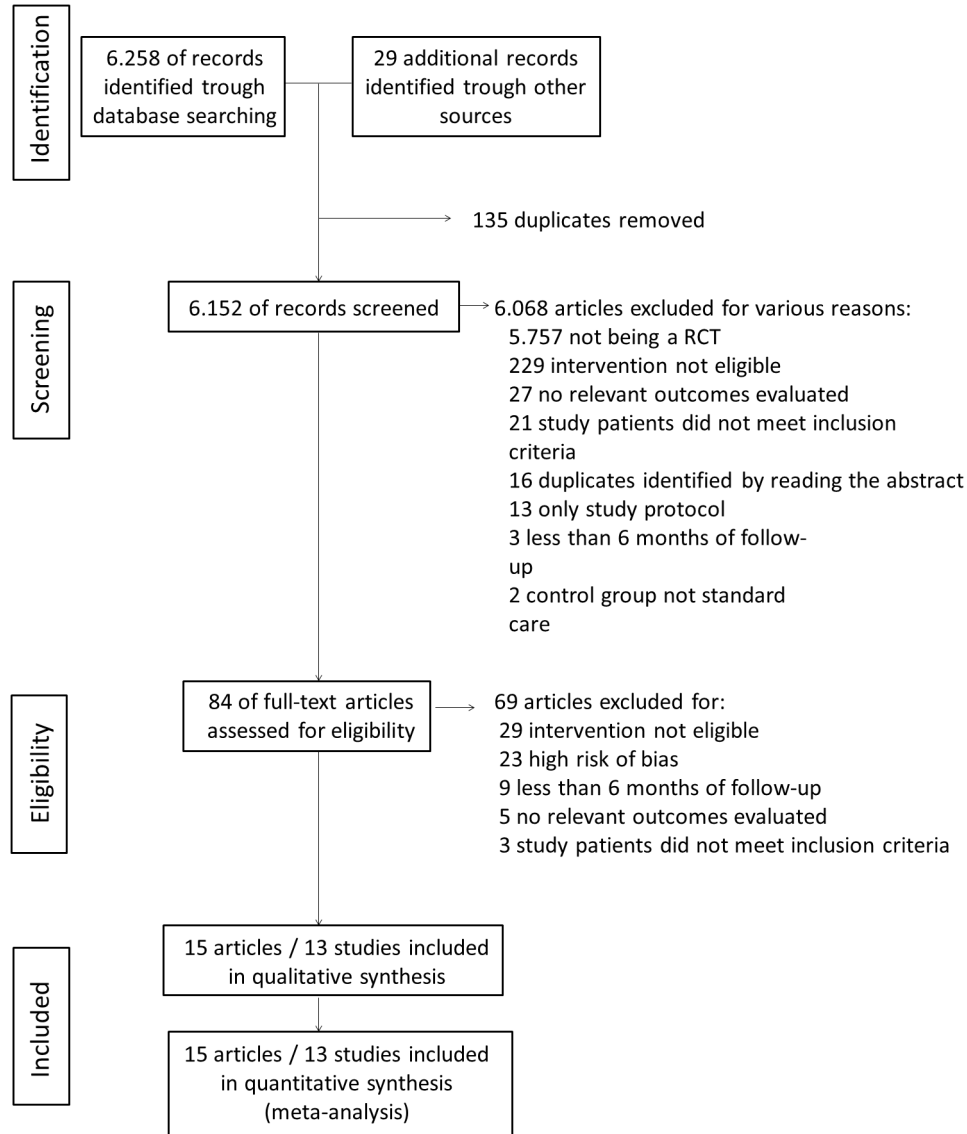 Identification
6.258 of records
identified trough
database searching
29 additional records
identified trough other
sources
135 duplicates removed
Screening
6.152 of records screened
6.068 articles excluded for various reasons:
5.757 not being a RCT
229 intervention not eligible
27 no relevant outcomes evaluated
21 study patients did not meet inclusion
criteria
16 duplicates identified by reading the abstract
13 only study protocol
3 less than 6 months of follow-
up
2 control group not standard
care
Eligibility
84 of full-text articles
assessed for eligibility
69 articles excluded for:
29 intervention not eligible
23 high risk of bias
9 less than 6 months of follow-up
5 no relevant outcomes evaluated
3 study patients did not meet inclusion criteria
Included
15 articles / 13 studies included
in qualitative synthesis
15 articles / 13 studies included
in quantitative synthesis
(meta-analysis)